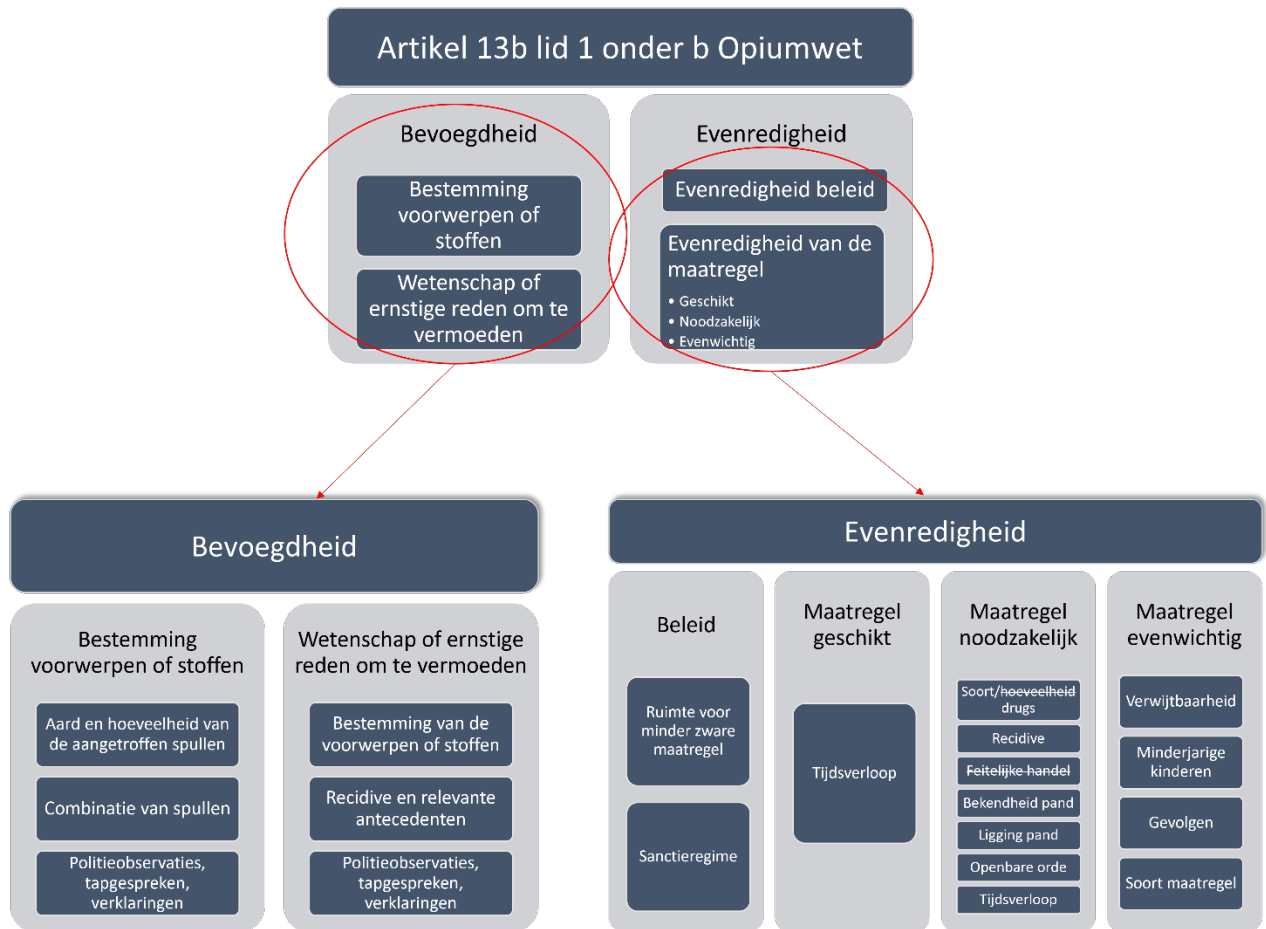 Artikel 13b lid 1 onder b Opiumwet
Bevoegdheid
Bestemming
voorwerpen of
stoffen
Wetenschap of
ernstige reden om te
vermoeden
Evenredigheid
Evenredigheid beleid
Evenredigheid van de
maatregel
• Geschikt
• Noodzakelijk
• Evenwichtig
Bevoegdheid
Bestemming
voorwerpen of stoffen
Aard en hoeveelheid van
de aangetroffen spullen
Combinatie van spullen
Politieobservaties,
tapgespreken,
verklaringen
Wetenschap of ernstige
reden om te vermoeden
Bestemming van de
voorwerpen of stoffen
Recidive en relevante
antecedenten
Politieobservaties,
tapgespreken,
verklaringen
Evenredigheid
Beleid
Ruimte voor
minder zware
maatregel
Sanctieregime
Maatregel
geschikt
Tijdsverloop
Maatregel
noodzakelijk
Soort/hoeveelheid
drugs
Recidive
Feitelijke handel
Bekendheid pand
Ligging pand
Openbare orde
Tijdsverloop
Maatregel
evenwichtig
Verwijtbaarheid
Minderjarige
kinderen
Gevolgen
Soort maatregel